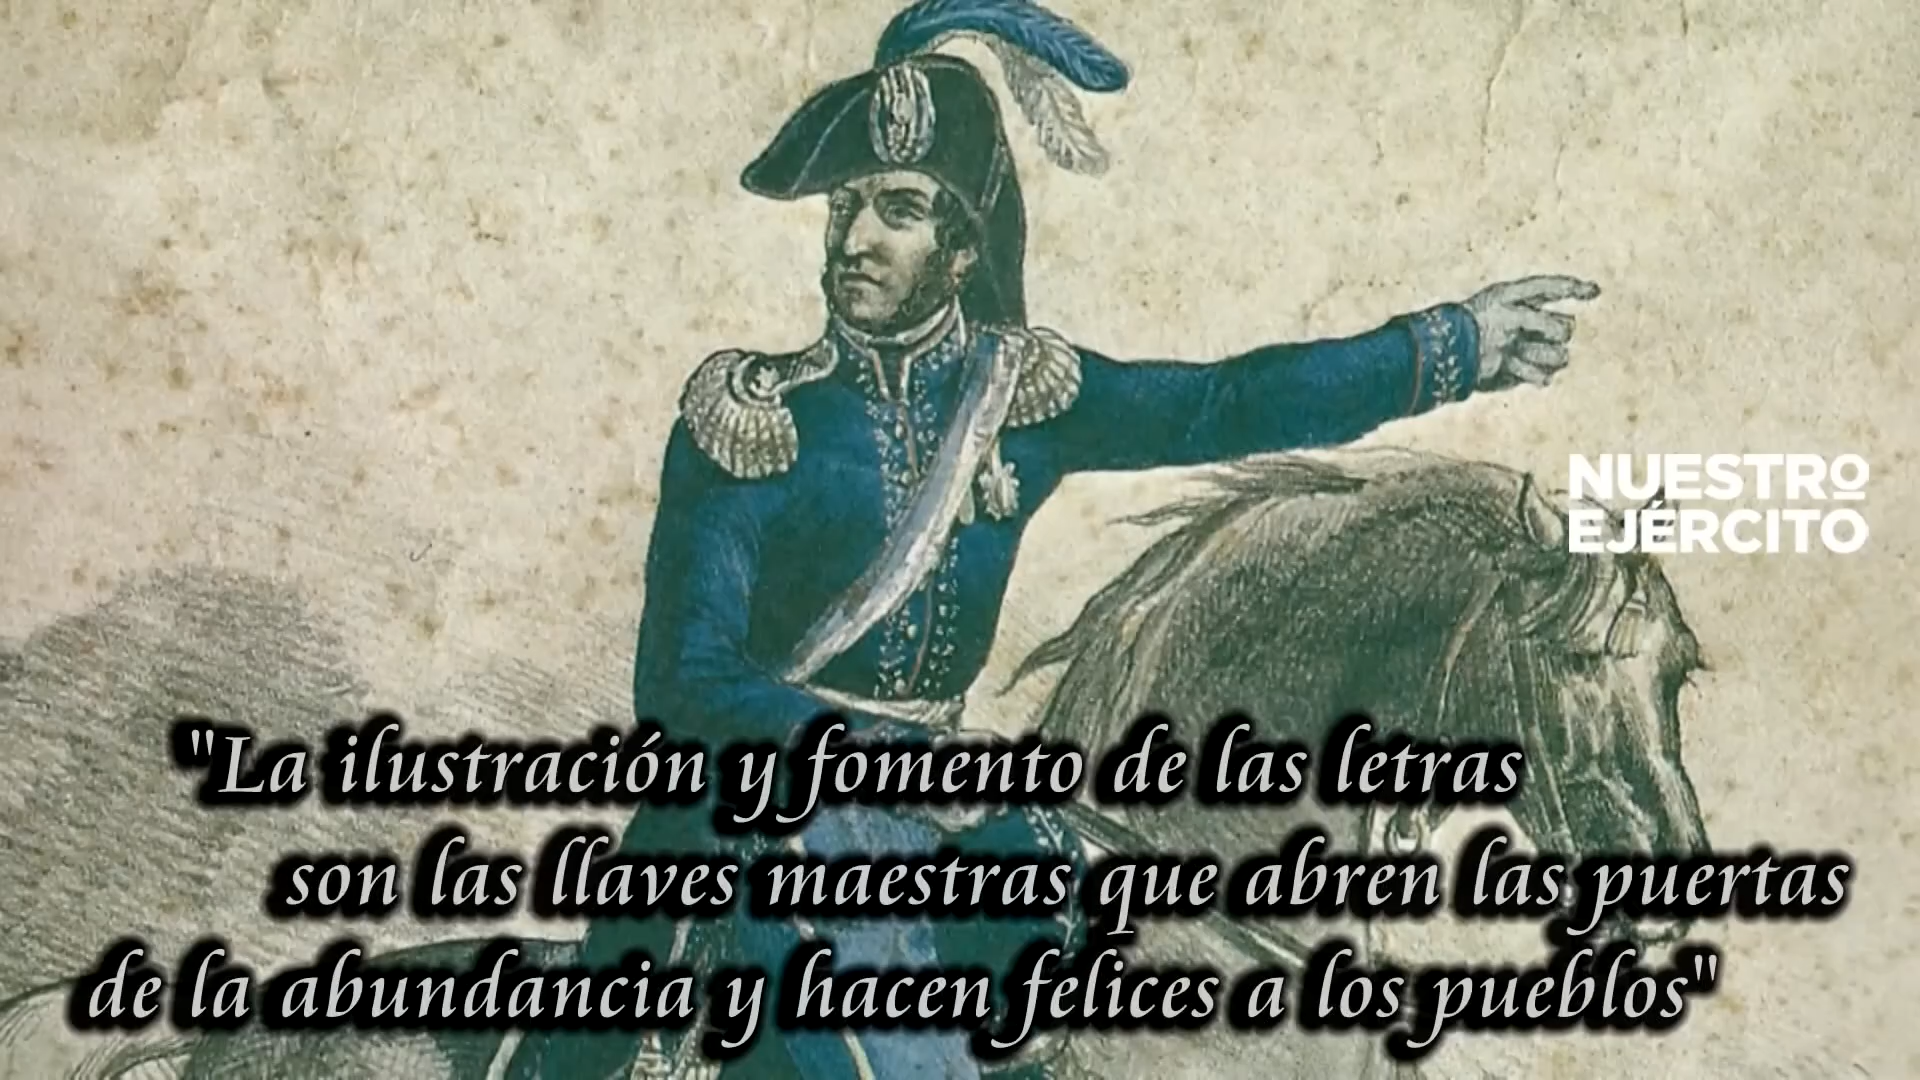 NUESTRO
EJÉRCITO
"La ilustración y fomento de las letras
son las llaves maestras que abren las puertas
de la abundancia y hacen felices a los pueblos"